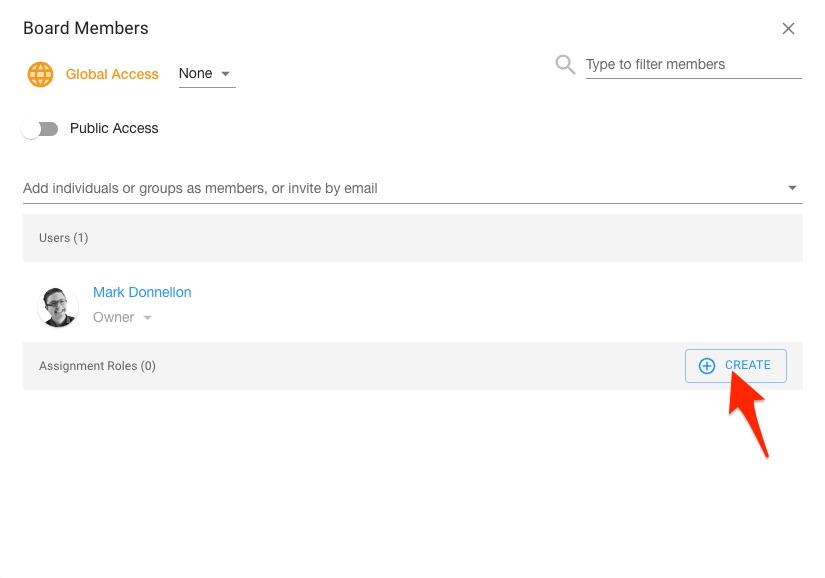 Board Members
Global Access
None
Type to filter members
Public Access
Add individuals or groups as members, or invite by email
Users (1)
Mark Donnellon
Owner
Assignment Roles (0)
CREATE